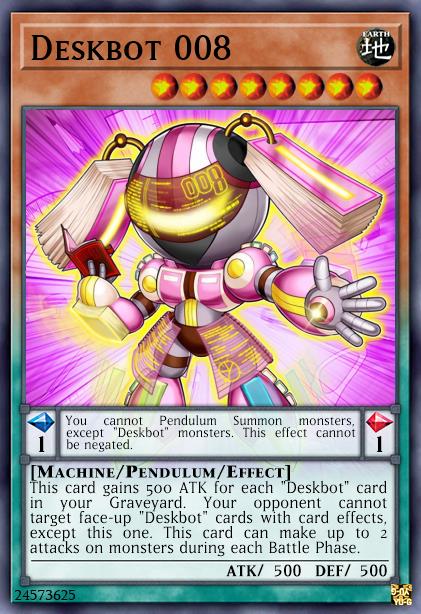 Deskbot 008
EARTH
地
008
You cannot Pendulum Summon monsters,
except "Deskbot" monsters. This effect cannot
be negated.
1
1
[Machine/Pendulum/Effect]
This card gains 500 ATK for each "Deskbot" card
in your Graveyard. Your opponent cannot
target face-up "Deskbot" cards with card effects,
except this one. This card can make up to 2
attacks on monsters during each Battle Phase.
ATK/ 500 DEF/ 500
24573625